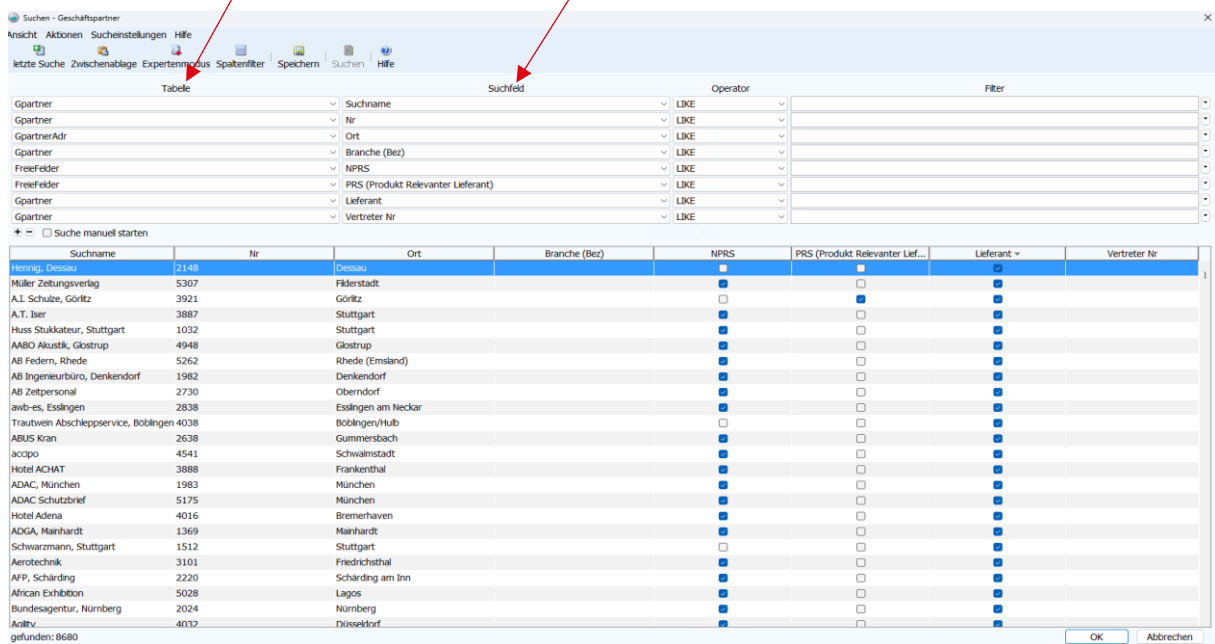 Suchen - Geschäftspartner
Ansicht Aktionen Sucheinstellungen Hilfe
letzte Suche Zwischenablage Expertenmodus Spaltenfilter Speichern Suchen Hilfe
Tabelle Suchfeld Operator Filter
Gpartner Suchname LIKE
Gpartner Nr LIKE
GpartnerAdr Ort LIKE
Gpartner Branche (Bez) LIKE
FreieFelder NPRS LIKE
FreieFelder PRS (Produkt Relevanter Lieferant) LIKE
Gpartner Lieferant LIKE
Gpartner Vertreter Nr LIKE
+ - Suche manuell starten
Suchname Nr Ort Branche (Bez) NPRS PRS (Produkt Relevanter Lief... Lieferant Vertreter Nr
Hennig, Dessau 2148 Dessau
Müller Zeitungsverlag 5307 Filderstadt
A.I. Schulze, Görlitz 3921 Görlitz
A.T. Iser 3887 Stuttgart
Huss Stukkateur, Stuttgart 1032 Stuttgart
AABO Akustik, Glostrup 4948 Glostrup
AB Federn, Rhede 5262 Rhede (Emsland)
AB Ingenieurbüro, Denkendorf 1982 Denkendorf
AB Zeitpersonal 2730 Oberndorf
awb-es, Esslingen 2838 Esslingen am Neckar
Trautwein Abschleppservice, Böblingen 4038 Böblingen/Hulb
ABUS Kran 2638 Gummersbach
accipo 4541 Schwalmstadt
Hotel ACHAT 3888 Frankenthal
ADAC, München 1983 München
ADAC Schutzbrief 5175 München
Hotel Adena 4016 Bremerhaven
ADGA, Mainhardt 1369 Mainhardt
Schwarzmann, Stuttgart 1512 Stuttgart
Aerotechnik 3101 Friedrichsthal
AFP, Schärding 2220 Schärding am Inn
African Exhibition 5028 Lagos
Bundesagentur, Nürnberg 2024 Nürnberg
Agility 4032 Düsseldorf
gefunden: 8680 OK Abbrechen